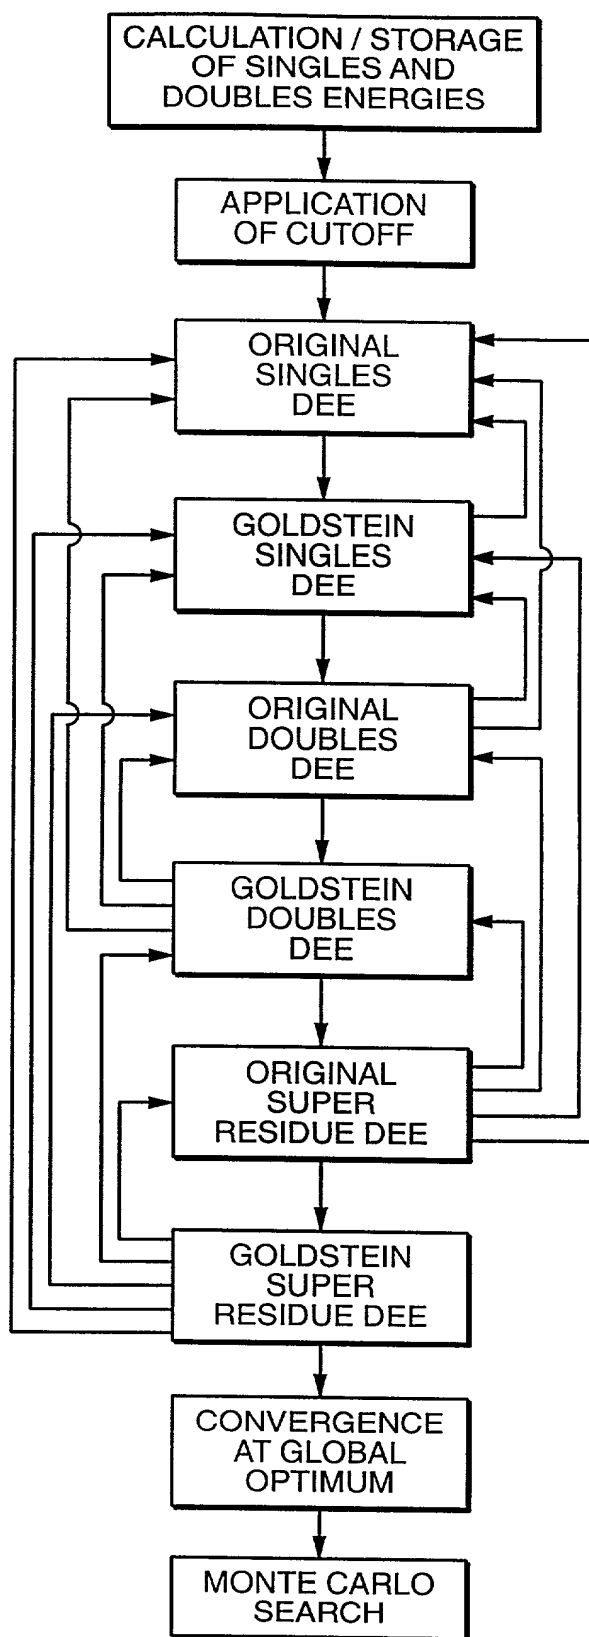 CALCULATION / STORAGE
OF SINGLES AND
DOUBLES ENERGIES
APPLICATION
OF CUTOFF
ORIGINAL
SINGLES
DEE
GOLDSTEIN
SINGLES
DEE
ORIGINAL
DOUBLES
DEE
GOLDSTEIN
DOUBLES
DEE
ORIGINAL
SUPER
RESIDUE DEE
GOLDSTEIN
SUPER
RESIDUE DEE
CONVERGENCE
AT GLOBAL
OPTIMUM
MONTE CARLO
SEARCH